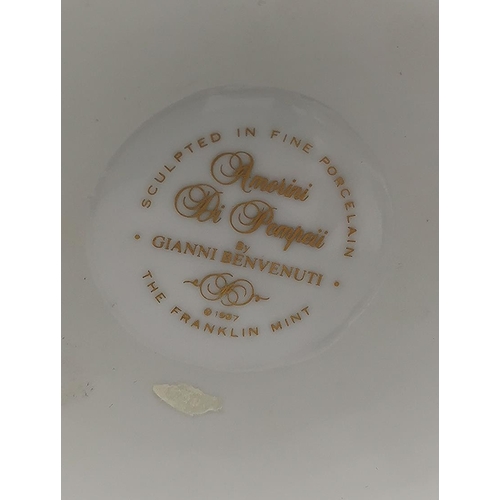 SCULPTED IN FINE PORCELAIN
Amorini
Di Pompeii
By
GIANNI BENVENUTI
© 1987
THE FRANKLIN MINT